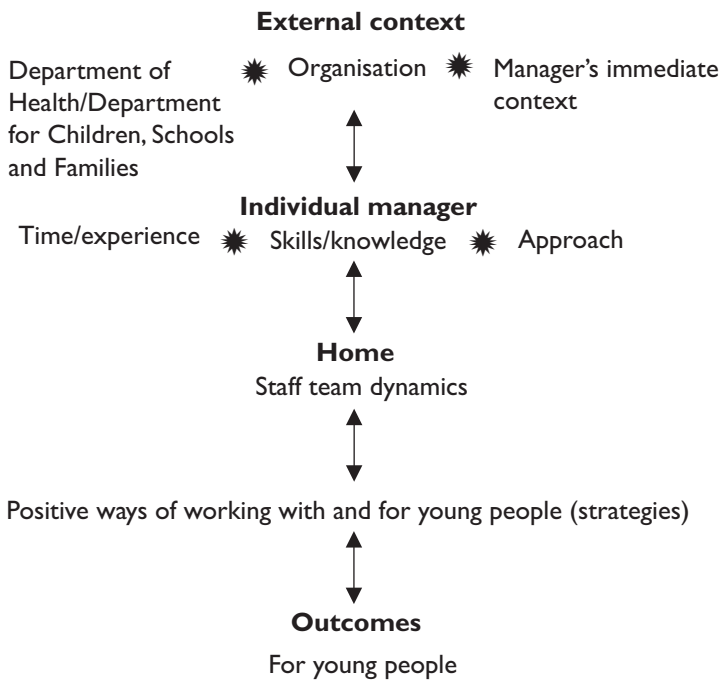 External context
Department of
Health/Department
for Children, Schools
and Families
Organisation
Manager’s immediate
context
Individual manager
Time/experience
Skills/knowledge
Approach
Home
Staff team dynamics
Positive ways of working with and for young people (strategies)
Outcomes
For young people